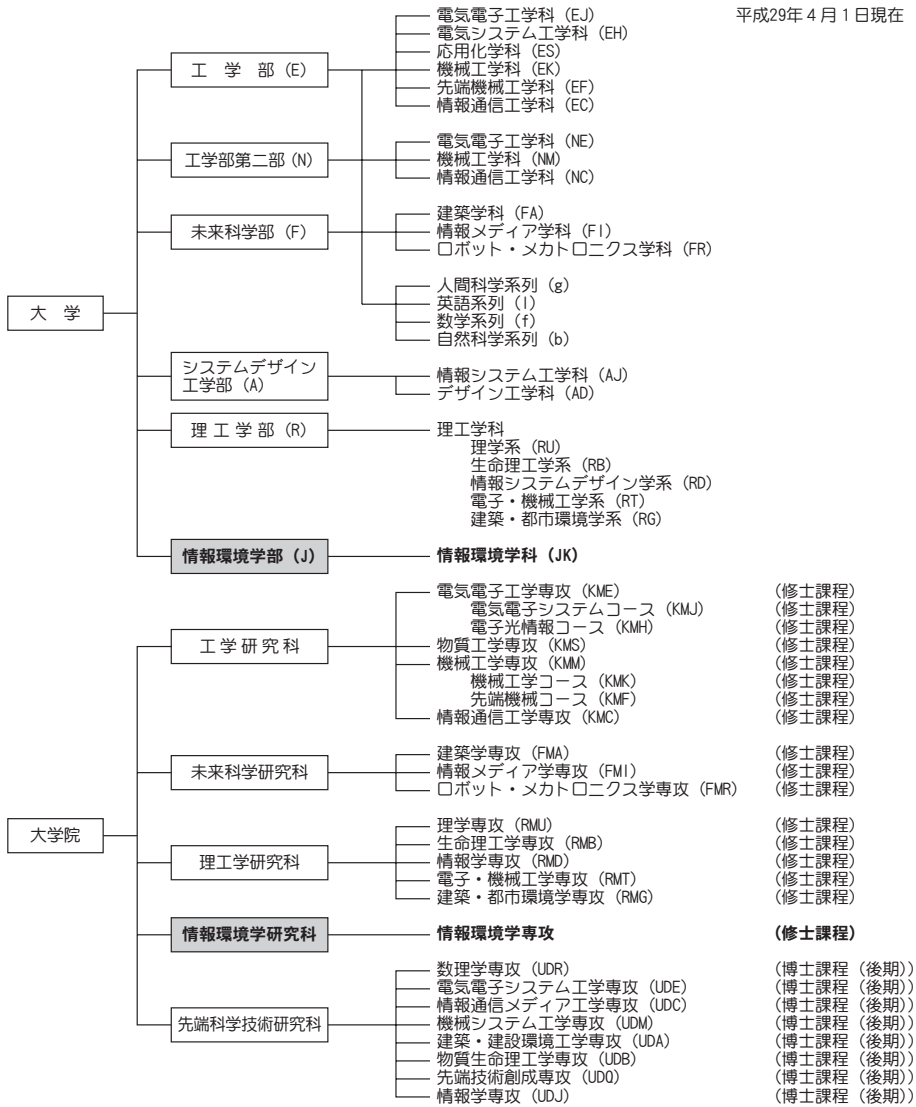 平成29年4月1日現在
大　学
工　学　部（E）
電気電子工学科（EJ）
電気システム工学科（EH）
応用化学科（ES）
機械工学科（EK）
先端機械工学科（EF）
情報通信工学科（EC）
工学部第二部（N）
電気電子工学科（NE）
機械工学科（NM）
情報通信工学科（NC）
未来科学部（F）
建築学科（FA）
情報メディア学科（FI）
ロボット・メカトロニクス学科（FR）
人間科学系列（g）
英語系列（l）
数学系列（f）
自然科学系列（b）
システムデザイン
工学部（A）
情報システム工学科（AJ）
デザイン工学科（AD）
理 工 学 部（R）
理工学科
理学系（RU）
生命理工学系（RB）
情報システムデザイン学系（RD）
電子・機械工学系（RT）
建築・都市環境学系（RG）
情報環境学部（J）
情報環境学科（JK）
大学院
工学研究科
電気電子工学専攻（KME）　（修士課程）
電気電子システムコース（KMJ）　（修士課程）
電子光情報コース（KMH）　（修士課程）
物質工学専攻（KMS）　（修士課程）
機械工学専攻（KMM）　（修士課程）
機械工学コース（KMK）　（修士課程）
先端機械コース（KMF）　（修士課程）
情報通信工学専攻（KMC）　（修士課程）
未来科学研究科
建築学専攻（FMA）　（修士課程）
情報メディア学専攻（FMI）　（修士課程）
ロボット・メカトロニクス学専攻（FMR）　（修士課程）
理工学研究科
理学専攻（RMU）　（修士課程）
生命理工学専攻（RMB）　（修士課程）
情報学専攻（RMD）　（修士課程）
電子・機械工学専攻（RMT）　（修士課程）
建築・都市環境学専攻（RMG）　（修士課程）
情報環境学研究科
情報環境学専攻　（修士課程）
先端科学技術研究科
数理学専攻（UDR）　（博士課程（後期））
電気電子システム工学専攻（UDE）　（博士課程（後期））
情報通信メディア工学専攻（UDC）　（博士課程（後期））
機械システム工学専攻（UDM）　（博士課程（後期））
建築・建設環境工学専攻（UDA）　（博士課程（後期））
物質生命理工学専攻（UDB）　（博士課程（後期））
先端技術創成専攻（UDQ）　（博士課程（後期））
情報学専攻（UDJ）　（博士課程（後期））